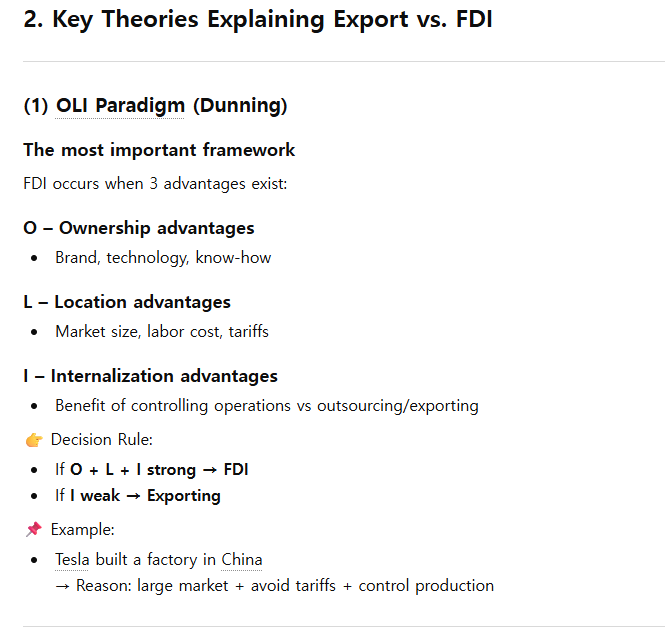 2. Key Theories Explaining Export vs. FDI
(1) OLI Paradigm (Dunning)
The most important framework
FDI occurs when 3 advantages exist:
O – Ownership advantages
• Brand, technology, know-how
L – Location advantages
• Market size, labor cost, tariffs
I – Internalization advantages
• Benefit of controlling operations vs outsourcing/exporting
👉 Decision Rule:
• If O + L + I strong → FDI
• If I weak → Exporting
📌 Example:
• Tesla built a factory in China
→ Reason: large market + avoid tariffs + control production